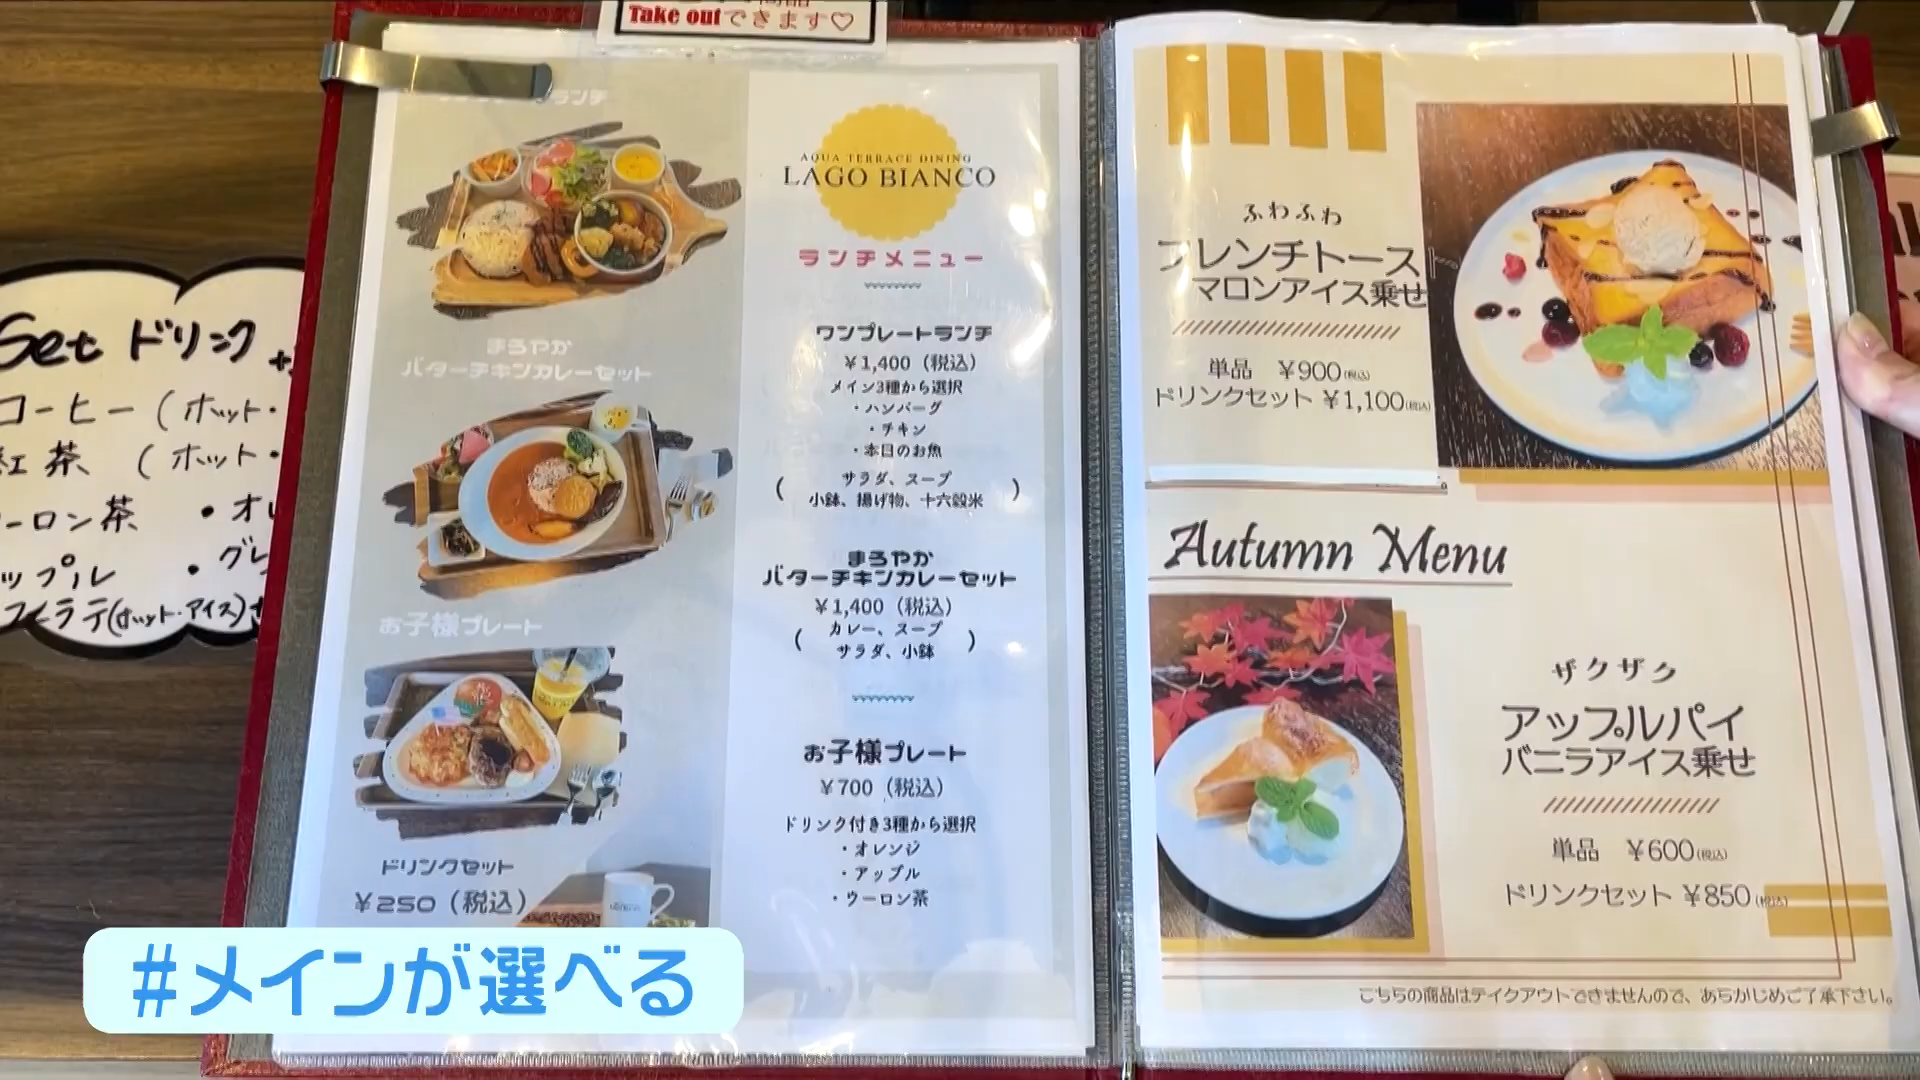 Take outできます♡
ランチ
AQUA TERRACE DINING
LAGO BIANCO
ランチメニュー
ワンプレートランチ
¥1,400（税込）
メイン3種から選択
・ハンバーグ
・チキン
・本日のお魚
(サラダ、スープ
小鉢、揚げ物、十六穀米)
まろやか
バターチキンカレーセット
¥1,400（税込）
(カレー、スープ
サラダ、小鉢)
お子様プレート
¥700（税込）
ドリンク付き3種から選択
・オレンジ
・アップル
・ウーロン茶
まろやか
バターチキンカレーセット
お子様プレート
ドリンクセット
¥250（税込）
ふわふわ
フレンチトースト
マロンアイス乗せ
単品 ¥900(税込)
ドリンクセット ¥1,100(税込)
Autumn Menu
ザクザク
アップルパイ
バニラアイス乗せ
単品 ¥600(税込)
ドリンクセット ¥850(税込)
こちらの商品はテイクアウトできませんので、あらかじめご了承下さい。
Set ドリンク
コーヒー(ホット・
紅茶 (ホット・
ーロン茶 ・オレ
ップル ・グレ
ラテ(ホット・アイス)
#メインが選べる